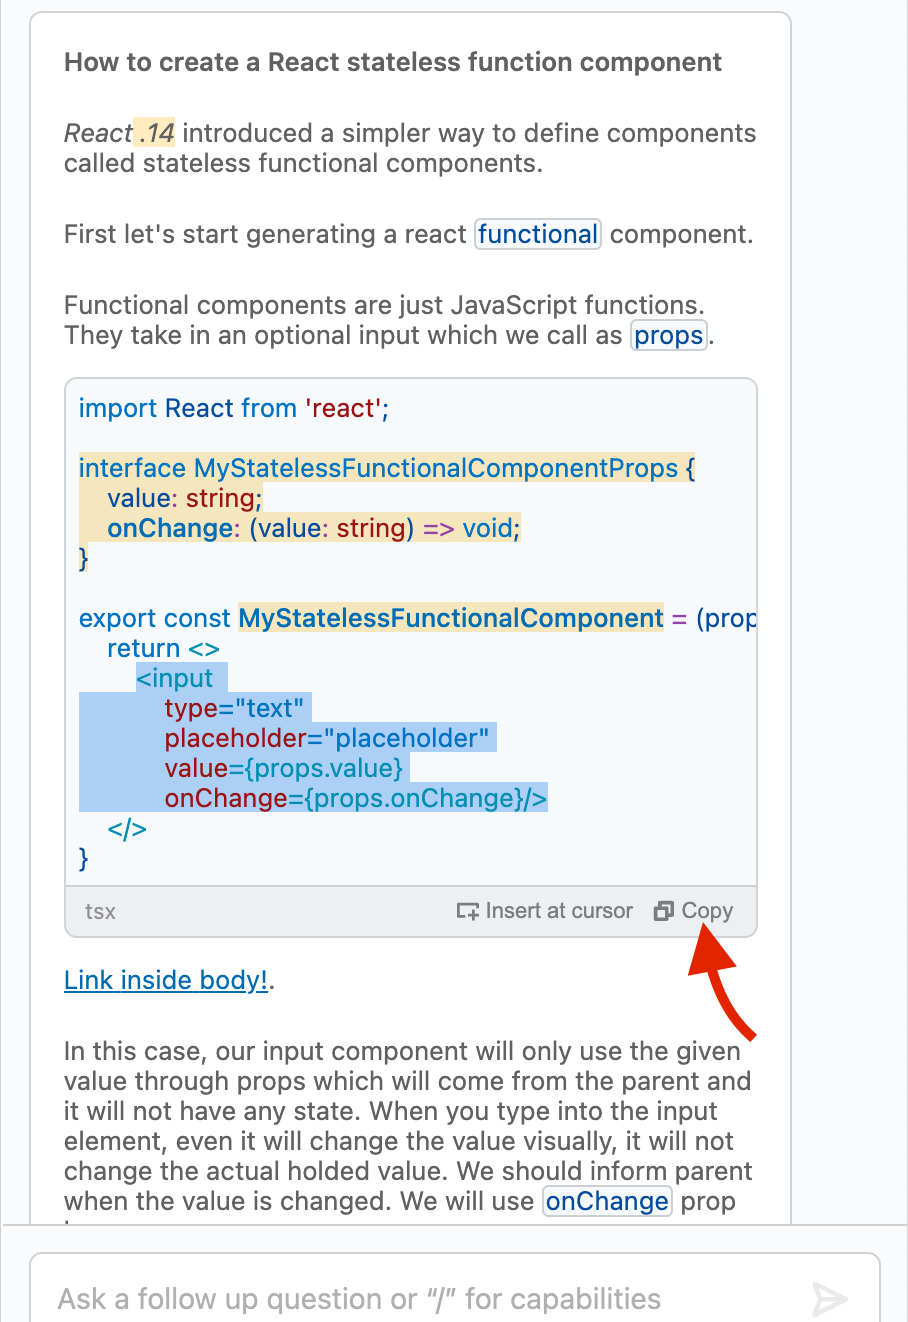 How to create a React stateless function component
React .14 introduced a simpler way to define components
called stateless functional components.
First let's start generating a react functional component.
Functional components are just JavaScript functions.
They take in an optional input which we call as props.
import React from 'react';
interface MyStatelessFunctionalComponentProps {
    value: string;
    onChange: (value: string) => void;
}
export const MyStatelessFunctionalComponent = (prop
    return <>
        <input
            type="text"
            placeholder="placeholder"
            value={props.value}
            onChange={props.onChange}/>
    </>
}
tsx Insert at cursor Copy
Link inside body!.
In this case, our input component will only use the given
value through props which will come from the parent and
it will not have any state. When you type into the input
element, even it will change the value visually, it will not
change the actual holded value. We should inform parent
when the value is changed. We will use onChange prop
Ask a follow up question or “/” for capabilities